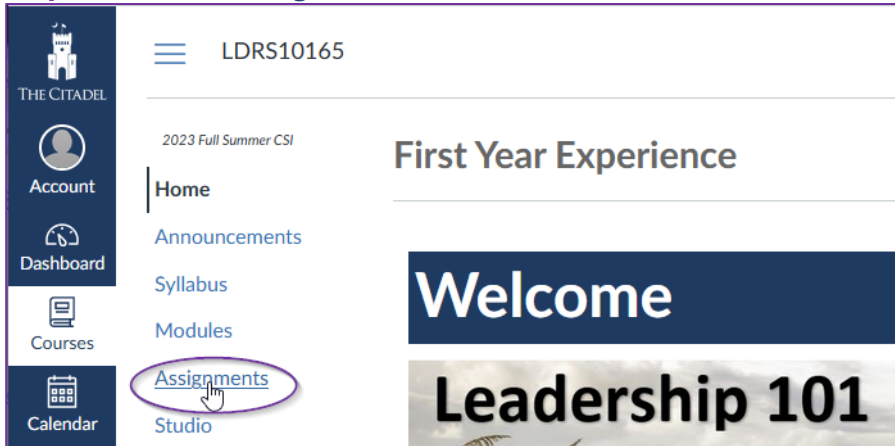 LDRS10165
THE CITADEL
Account
Dashboard
Courses
Calendar
2023 Full Summer CSI
Home
Announcements
Syllabus
Modules
Assignments
Studio
First Year Experience
Welcome
Leadership 101